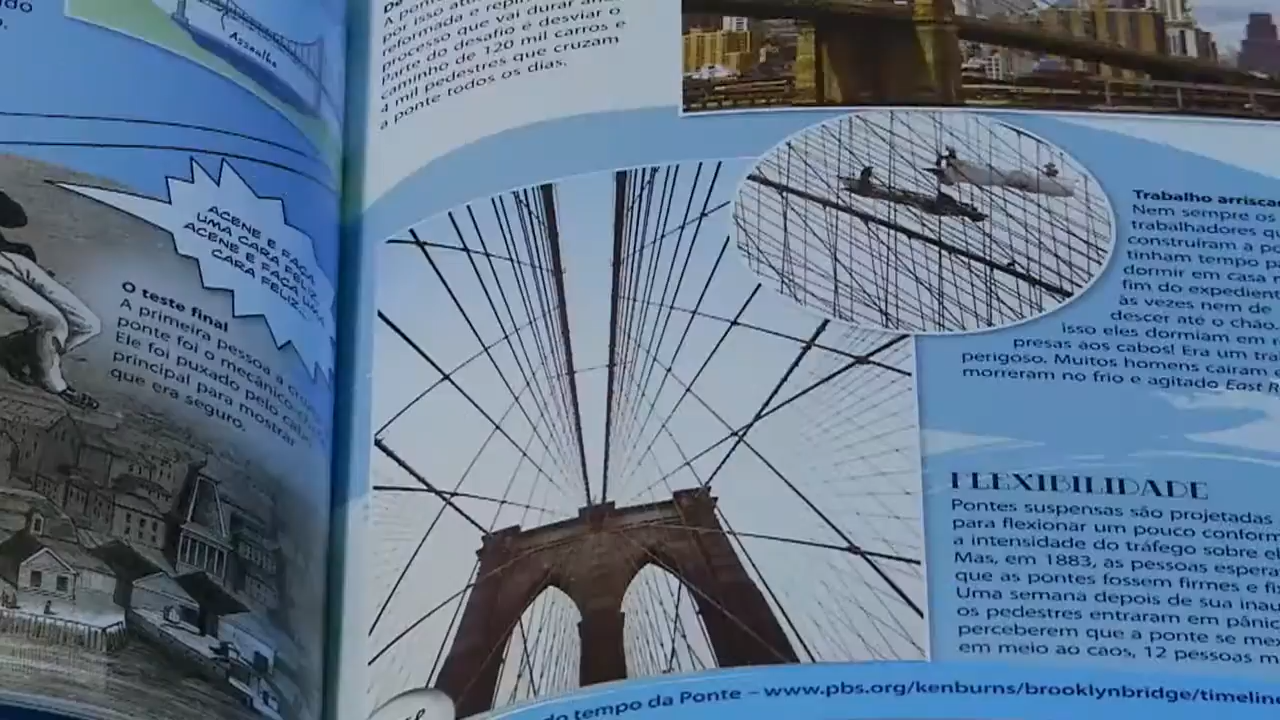 Assoalho
ACENE E FAÇA
UMA CARA FELIZ,
ACENE E FAÇA UMA
CARA FELIZ...
O teste final
A primeira pessoa a
ponte foi o mecânico
Ele foi puxado pelo cabo
principal para mostrar
que era seguro.
A ponte
por isso
reformada e
processo que vai durar
Parte do desafio é desviar o
caminho de 120 mil carros e
4 mil pedestres que cruzam
a ponte todos os dias.
Trabalho arrisca
Nem sempre os
trabalhadores qu
construíram a po
tinham tempo p
dormir em casa
fim do expedient
às vezes nem de
descer até o chão.
isso eles dormiam em
presas aos cabos! Era um tra
perigoso. Muitos homens caíram e
morreram no frio e agitado East R
FLEXIBILIDADE
Pontes suspensas são projetadas
para flexionar um pouco conform
a intensidade do tráfego sobre el
Mas, em 1883, as pessoas espera
que as pontes fossem firmes e fi
Uma semana depois de sua inau
os pedestres entraram em pânic
perceberem que a ponte se me
em meio ao caos, 12 pessoas m
do tempo da Ponte – www.pbs.org/kenburns/brooklynbridge/timelin